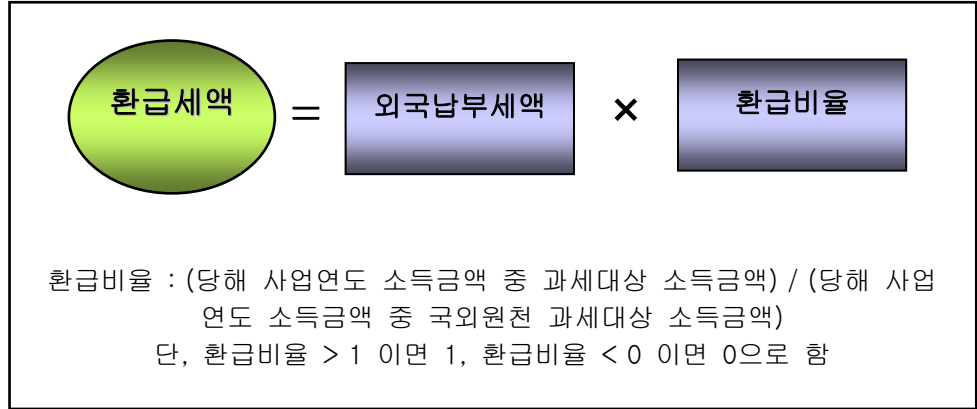 환급세액 = 외국납부세액 × 환급비율
환급비율 : (당해 사업연도 소득금액 중 과세대상 소득금액) / (당해 사업
연도 소득금액 중 국외원천 과세대상 소득금액)
단, 환급비율 > 1 이면 1, 환급비율 < 0 이면 0으로 함